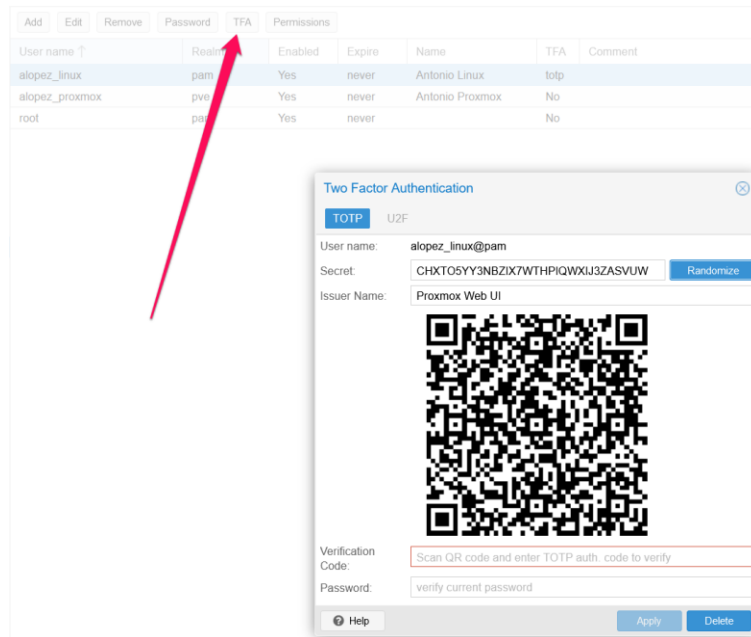 Add Edit Remove Password TFA Permissions
User name Realm Enabled Expire Name TFA Comment
alopez_linux pam Yes never Antonio Linux totp
alopez_proxmox pve Yes never Antonio Proxmox No
root pam Yes never No
Two Factor Authentication
TOTP U2F
User name: alopez_linux@pam
Secret: CHXTO5YY3NBZIX7WTHPIQWXIJ3ZASVUW Randomize
Issuer Name: Proxmox Web UI
Verification
Code:
Scan QR code and enter TOTP auth. code to verify
Password: verify current password
Help Apply Delete